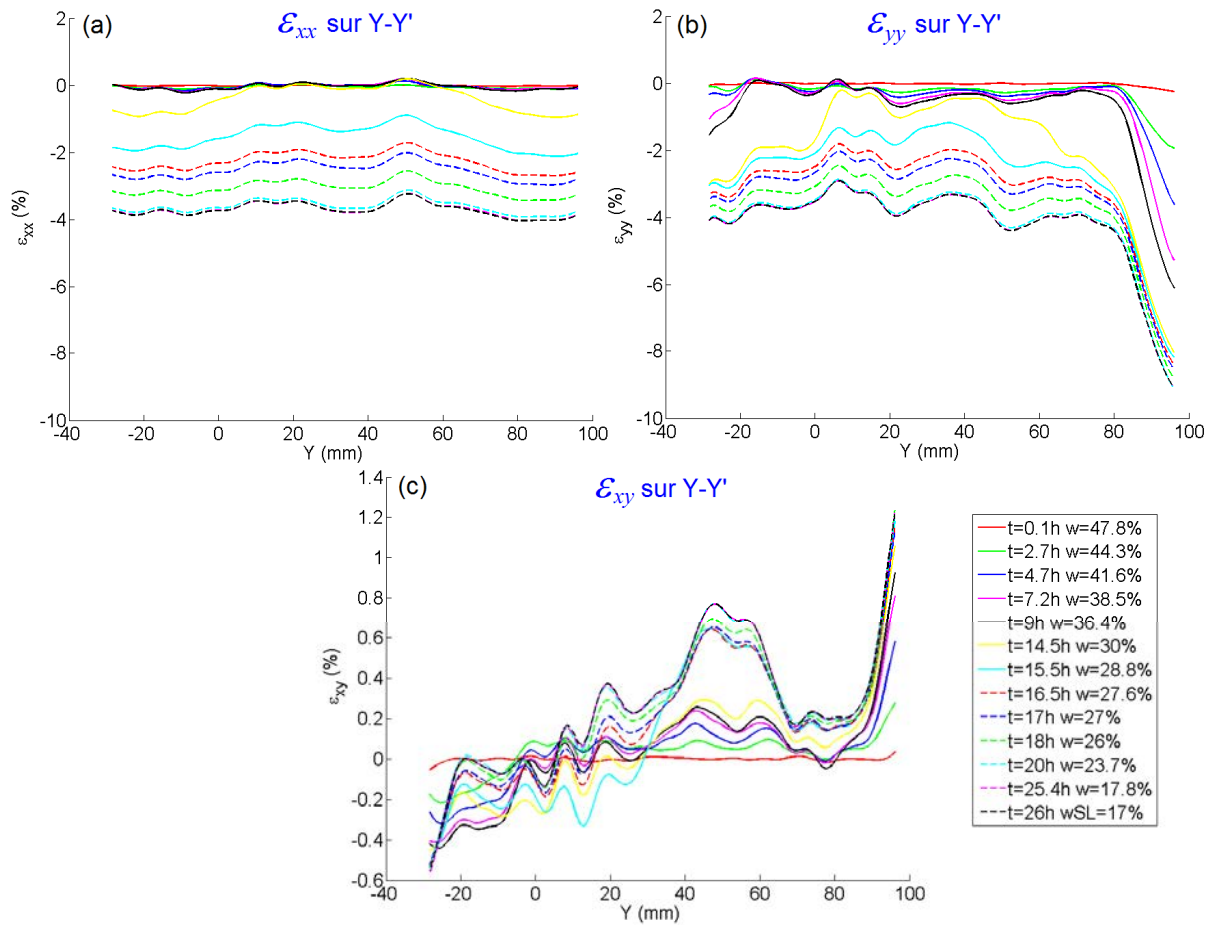 (a)
εxx sur Y-Y'
2
0
-2
-4
-6
-8
-10
εxx (%)
-40 -20 0 20 40 60 80 100
Y (mm)
(b)
εyy sur Y-Y'
2
0
-2
-4
-6
-8
-10
εyy (%)
-40 -20 0 20 40 60 80 100
Y (mm)
(c)
εxy sur Y-Y'
1.4
1.2
1
0.8
0.6
0.4
0.2
0
-0.2
-0.4
0.6
εxy (%)
-40 -20 0 20 40 60 80 100
Y (mm)
t=0.1h w=47.8%
t=2.7h w=44.3%
t=4.7h w=41.6%
t=7.2h w=38.5%
t=9h w=36.4%
t=14.5h w=30%
t=15.5h w=28.8%
t=16.5h w=27.6%
t=17h w=27%
t=18h w=26%
t=20h w=23.7%
t=25.4h w=17.8%
t=26h wSL=17%